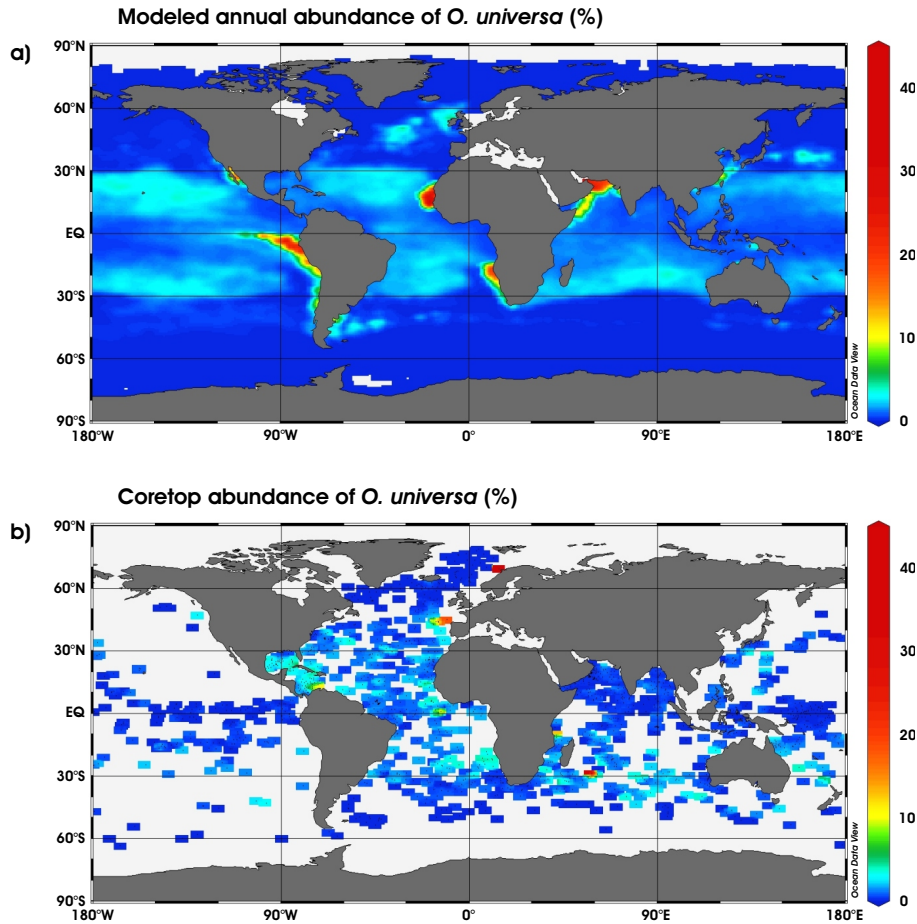 Modeled annual abundance of O. universa (%)
a)
90°N
60°N
30°N
EQ
30°S
60°S
90°S
180°W
90°W
0°
90°E
180°E
Ocean Data View
40
30
20
10
0
Coretop abundance of O. universa (%)
b)
90°N
60°N
30°N
EQ
30°S
60°S
90°S
180°W
90°W
0°
90°E
180°E
Ocean Data View
40
30
20
10
0